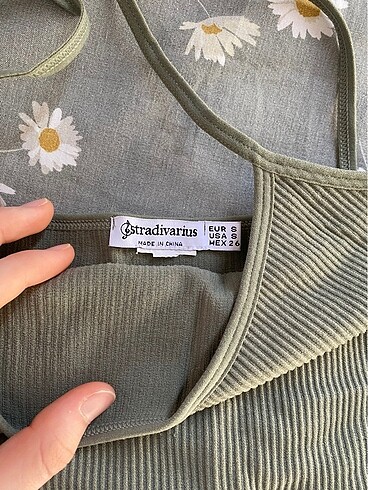 stradivarius
MADE IN CHINA
EUR S
USA S
MEX 26